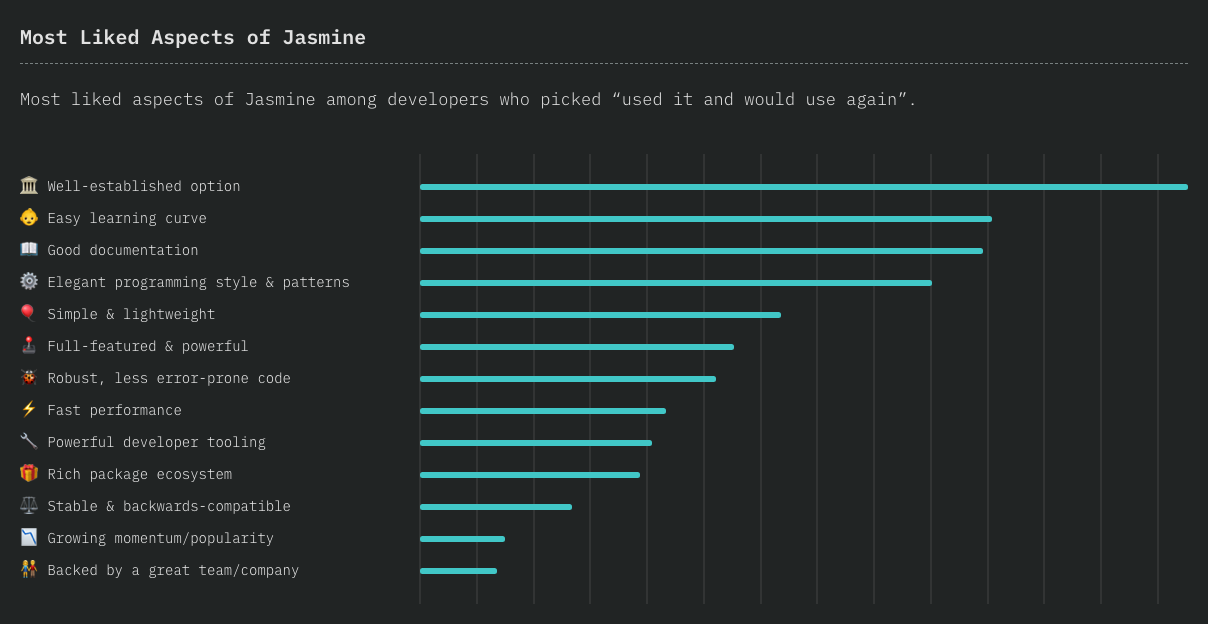 Most Liked Aspects of Jasmine
Most liked aspects of Jasmine among developers who picked “used it and would use again”.
Well-established option
Easy learning curve
Good documentation
Elegant programming style & patterns
Simple & lightweight
Full-featured & powerful
Robust, less error-prone code
Fast performance
Powerful developer tooling
Rich package ecosystem
Stable & backwards-compatible
Growing momentum/popularity
Backed by a great team/company